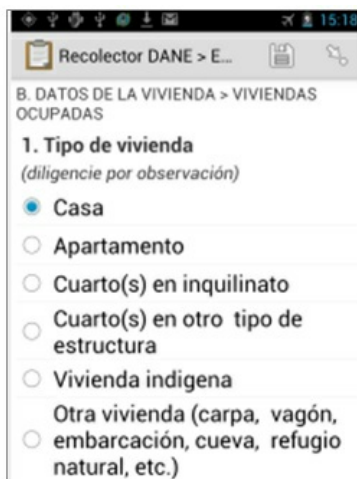 15:18
Recolector DANE > E...
B. DATOS DE LA VIVIENDA > VIVIENDAS
OCUPADAS
1. Tipo de vivienda
(diligencie por observación)
Casa
Apartamento
Cuarto(s) en inquilinato
Cuarto(s) en otro tipo de
estructura
Vivienda indigena
Otra vivienda (carpa, vagón,
embarcación, cueva, refugio
natural, etc.)